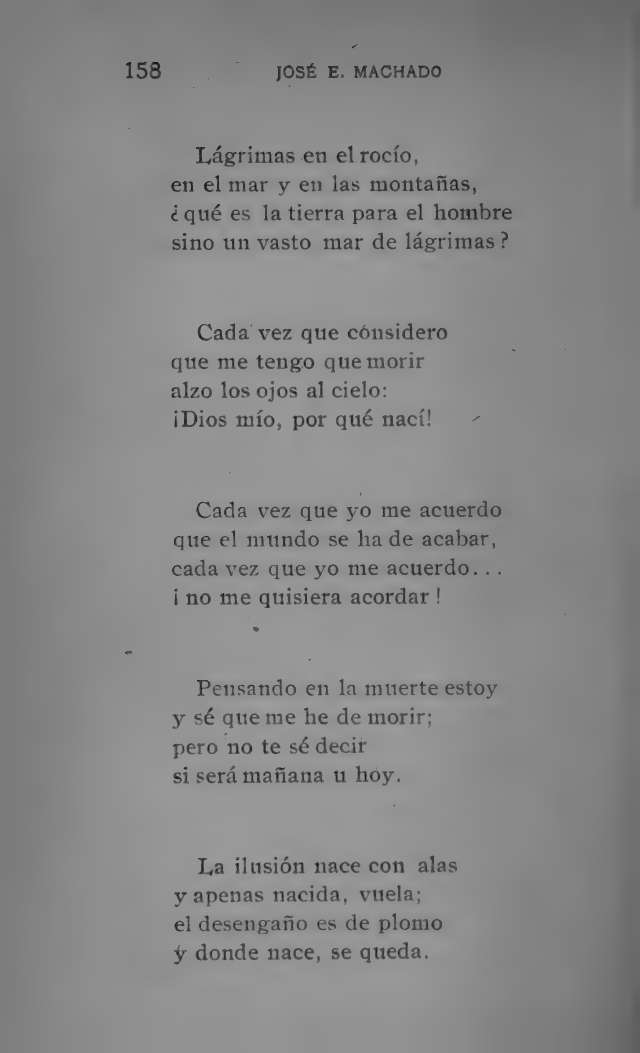 158 JOSÉ E. MACHADO
Lágrimas en el rocío,
en el mar y en las montañas,
¿ qué es la tierra para el hombre
sino un vasto mar de lágrimas ?
Cada vez que considero
que me tengo que morir
alzo los ojos al cielo:
¡Dios mío, por qué nací!
Cada vez que yo me acuerdo
que el mundo se ha de acabar,
cada vez que yo me acuerdo...
¡ no me quisiera acordar !
Pensando en la muerte estoy
y sé que me he de morir;
pero no te sé decir
si será mañana u hoy.
La ilusión nace con alas
y apenas nacida, vuela;
el desengaño es de plomo
y donde nace, se queda.